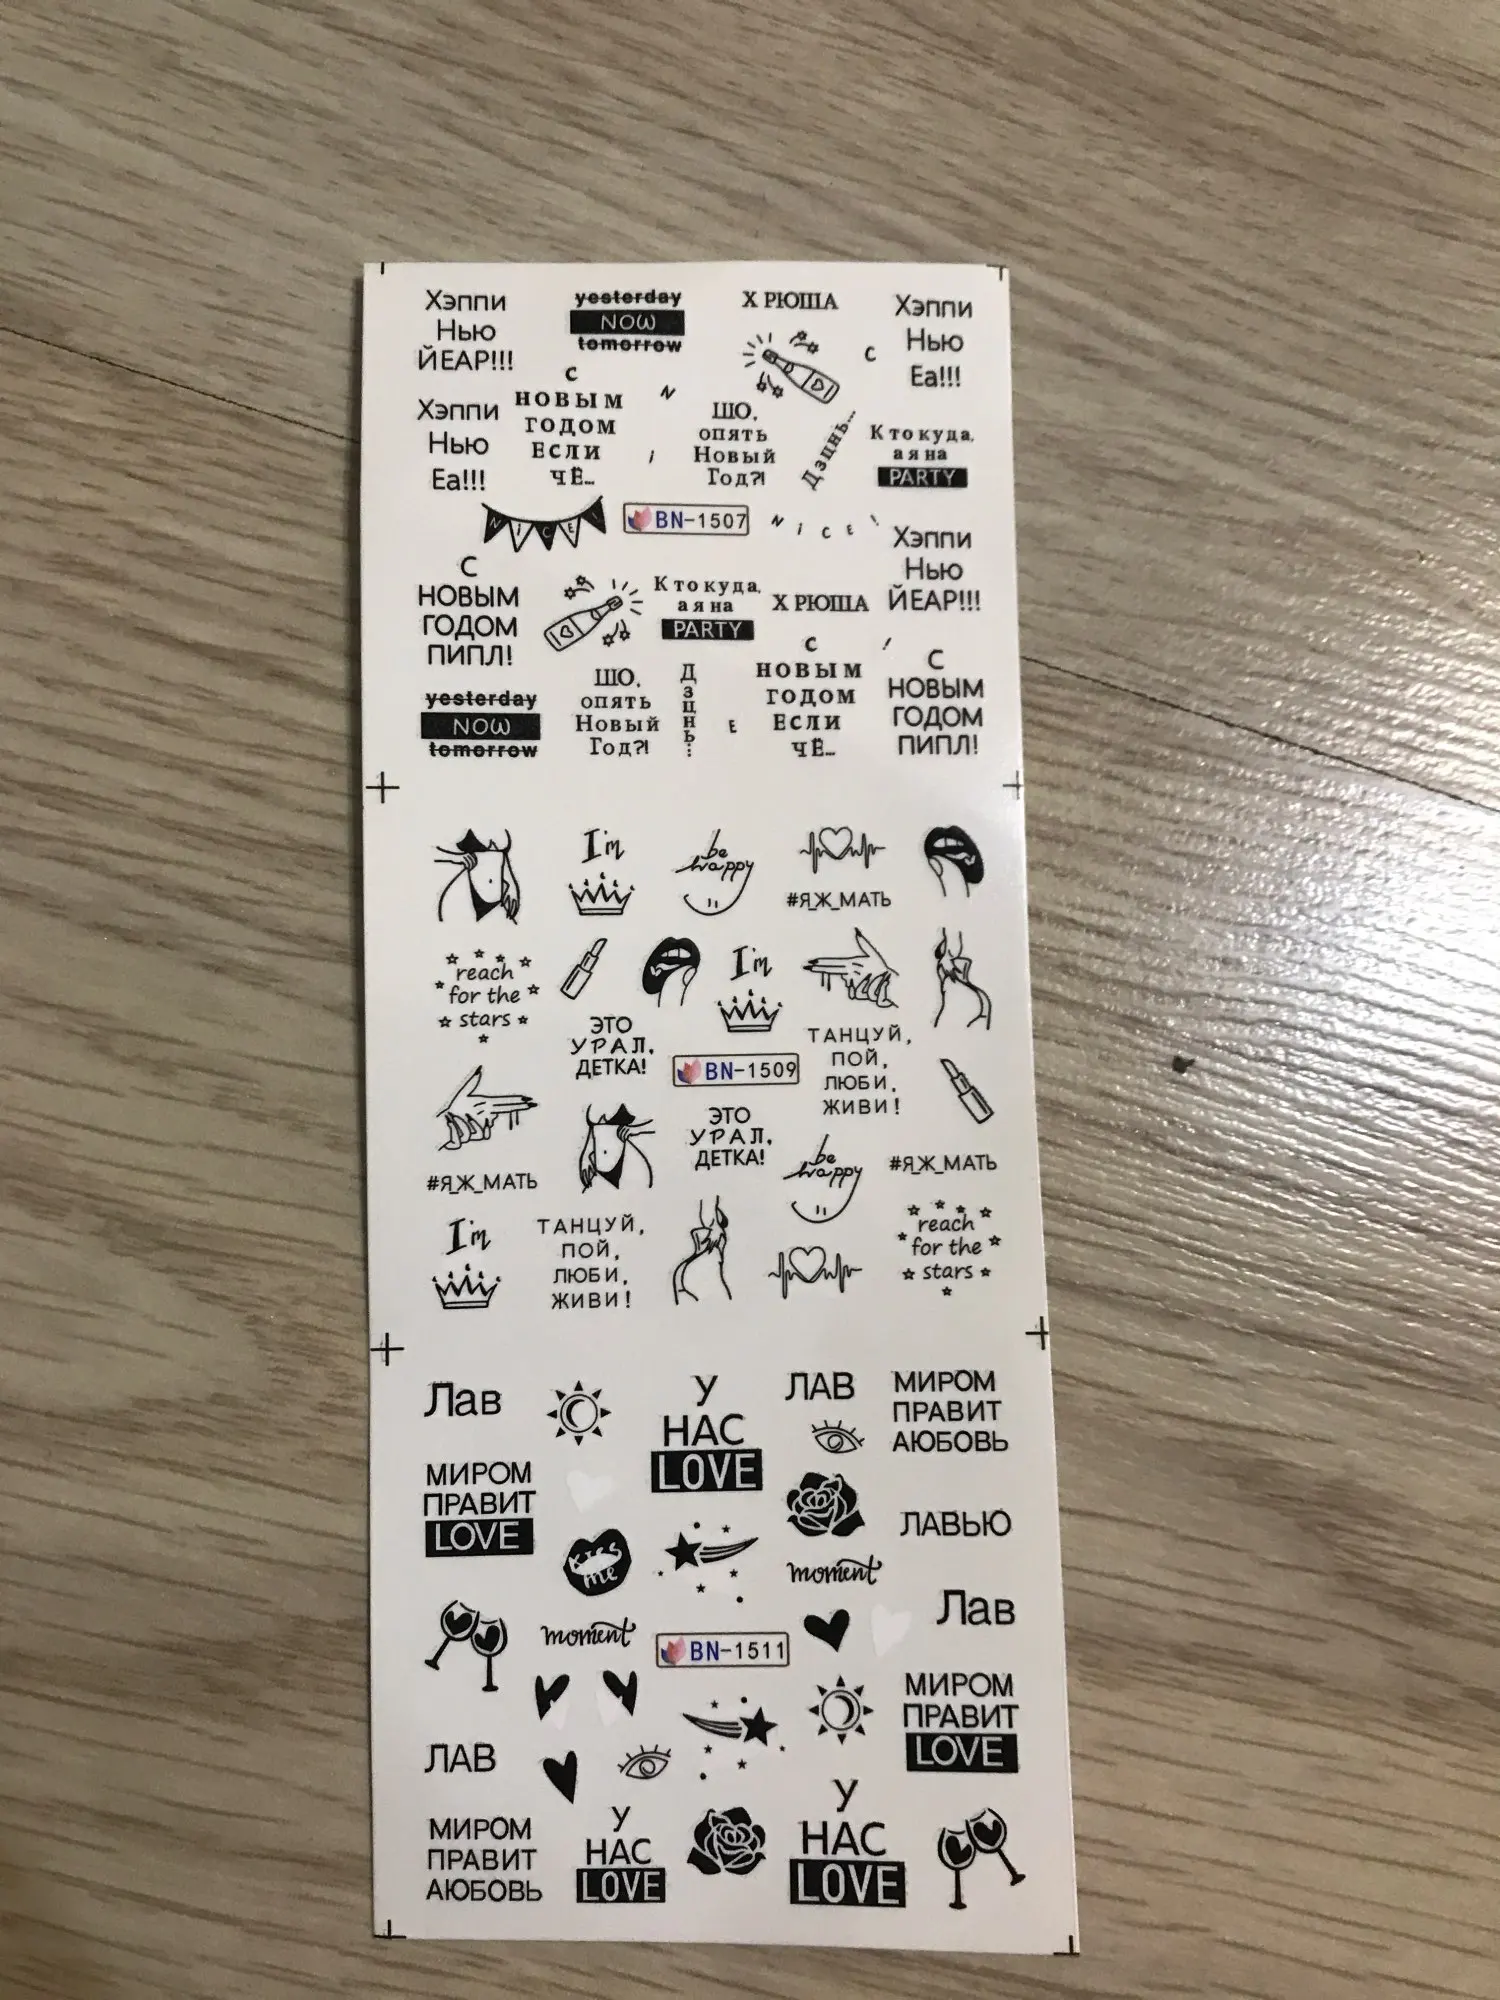 Хэппи
Нью
ЙЕАР!!!
yesterday
NOW
tomorrow
Х РЮША
Хэппи
Нью
Еа!!!
С
Хэппи
Нью
Еа!!!
С
НОВЫМ
ГОДОМ
ЕСЛИ
ЧЁ...
N
i
ШО,
опять
Новый
Год?!
Дзцнь...
Кто куда,
а я на
PARTY
NiCE!
BN-1507
N i C E !
Хэппи
Нью
ЙЕАР!!!
С
НОВЫМ
ГОДОМ
ПИПЛ!
Кто куда,
а я на
PARTY
Х РЮША
yesterday
NOW
tomorrow
ШО,
опять
Новый
Год?!
Дзцнь...
E
С
НОВЫМ
ГОДОМ
ЕСЛИ
ЧЁ...
!
С
НОВЫМ
ГОДОМ
ПИПЛ!
I'm
be
happy
#Я_Ж_МАТЬ
reach
for the
stars
I'm
ЭТО
УРАЛ,
ДЕТКА!
BN-1509
ТАНЦУЙ,
ПОЙ,
ЛЮБИ,
ЖИВИ!
ЭТО
УРАЛ,
ДЕТКА!
be
happy
#Я_Ж_МАТЬ
#Я_Ж_МАТЬ
I'm
ТАНЦУЙ,
ПОЙ,
ЛЮБИ,
ЖИВИ!
reach
for the
stars
Лав
У
НАС
LOVE
ЛАВ
МИРОМ
ПРАВИТ
АЮБОВЬ
МИРОМ
ПРАВИТ
LOVE
ЛАВЬЮ
kiss
me
moment
Лав
moment
BN-1511
МИРОМ
ПРАВИТ
LOVE
ЛАВ
МИРОМ
ПРАВИТ
АЮБОВЬ
У
НАС
LOVE
У
НАС
LOVE